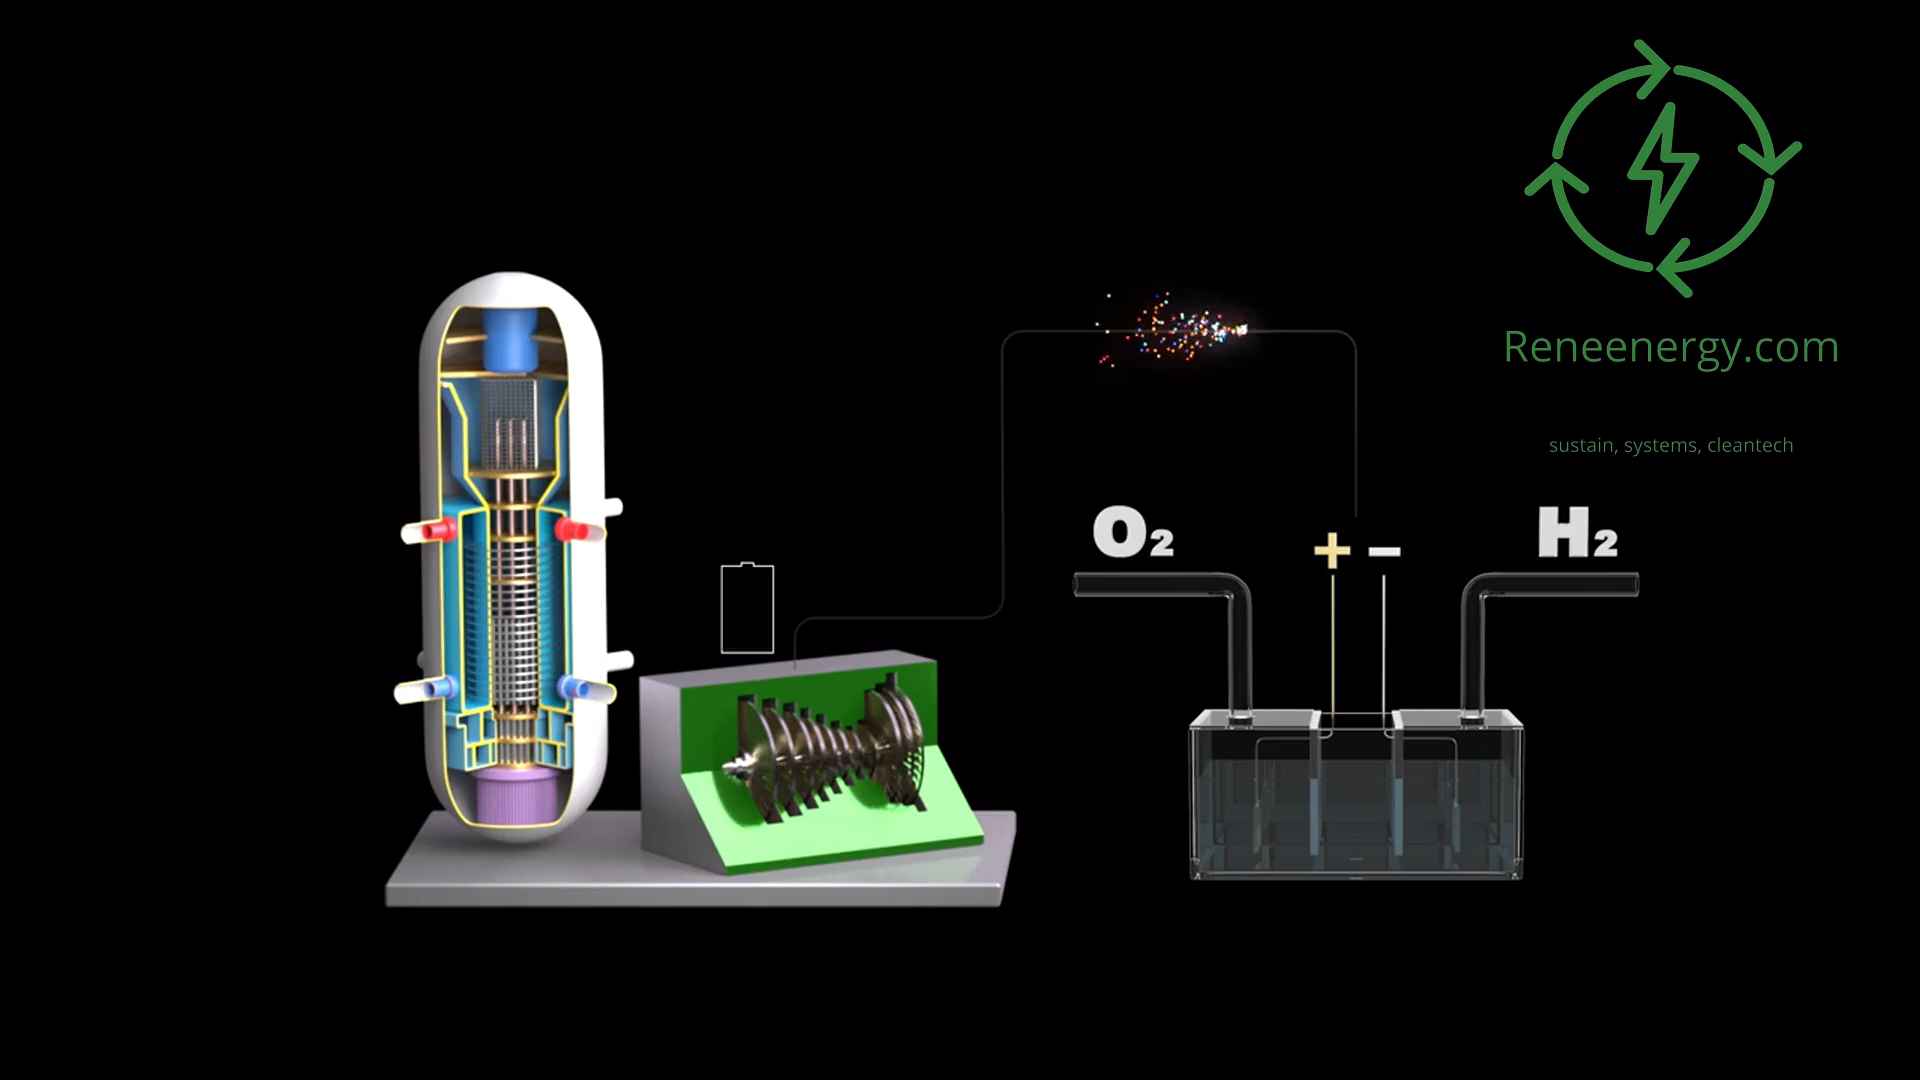 Reneenergy.com
sustain, systems, cleantech
O₂
+ −
H₂